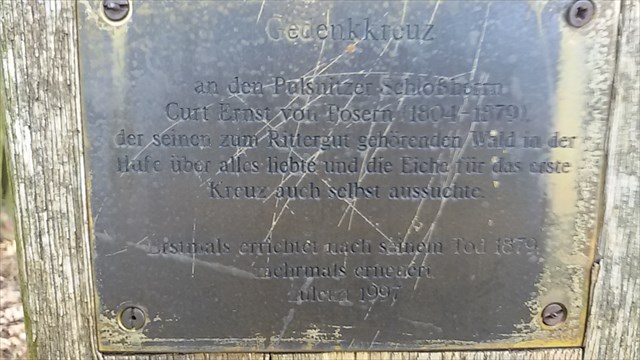 Gedenkkreuz
an den Pulsnitzer Schloßherrn
Curt Ernst von Posern (1804-1879),
der seinen zum Rittergut gehörenden Wald in der
Hufe über alles liebte und die Eiche für das erste
Kreuz auch selbst aussuchte.
Erstmals errichtet nach seinem Tod 1879,
mehrmals erneuert,
zuletzt 1997